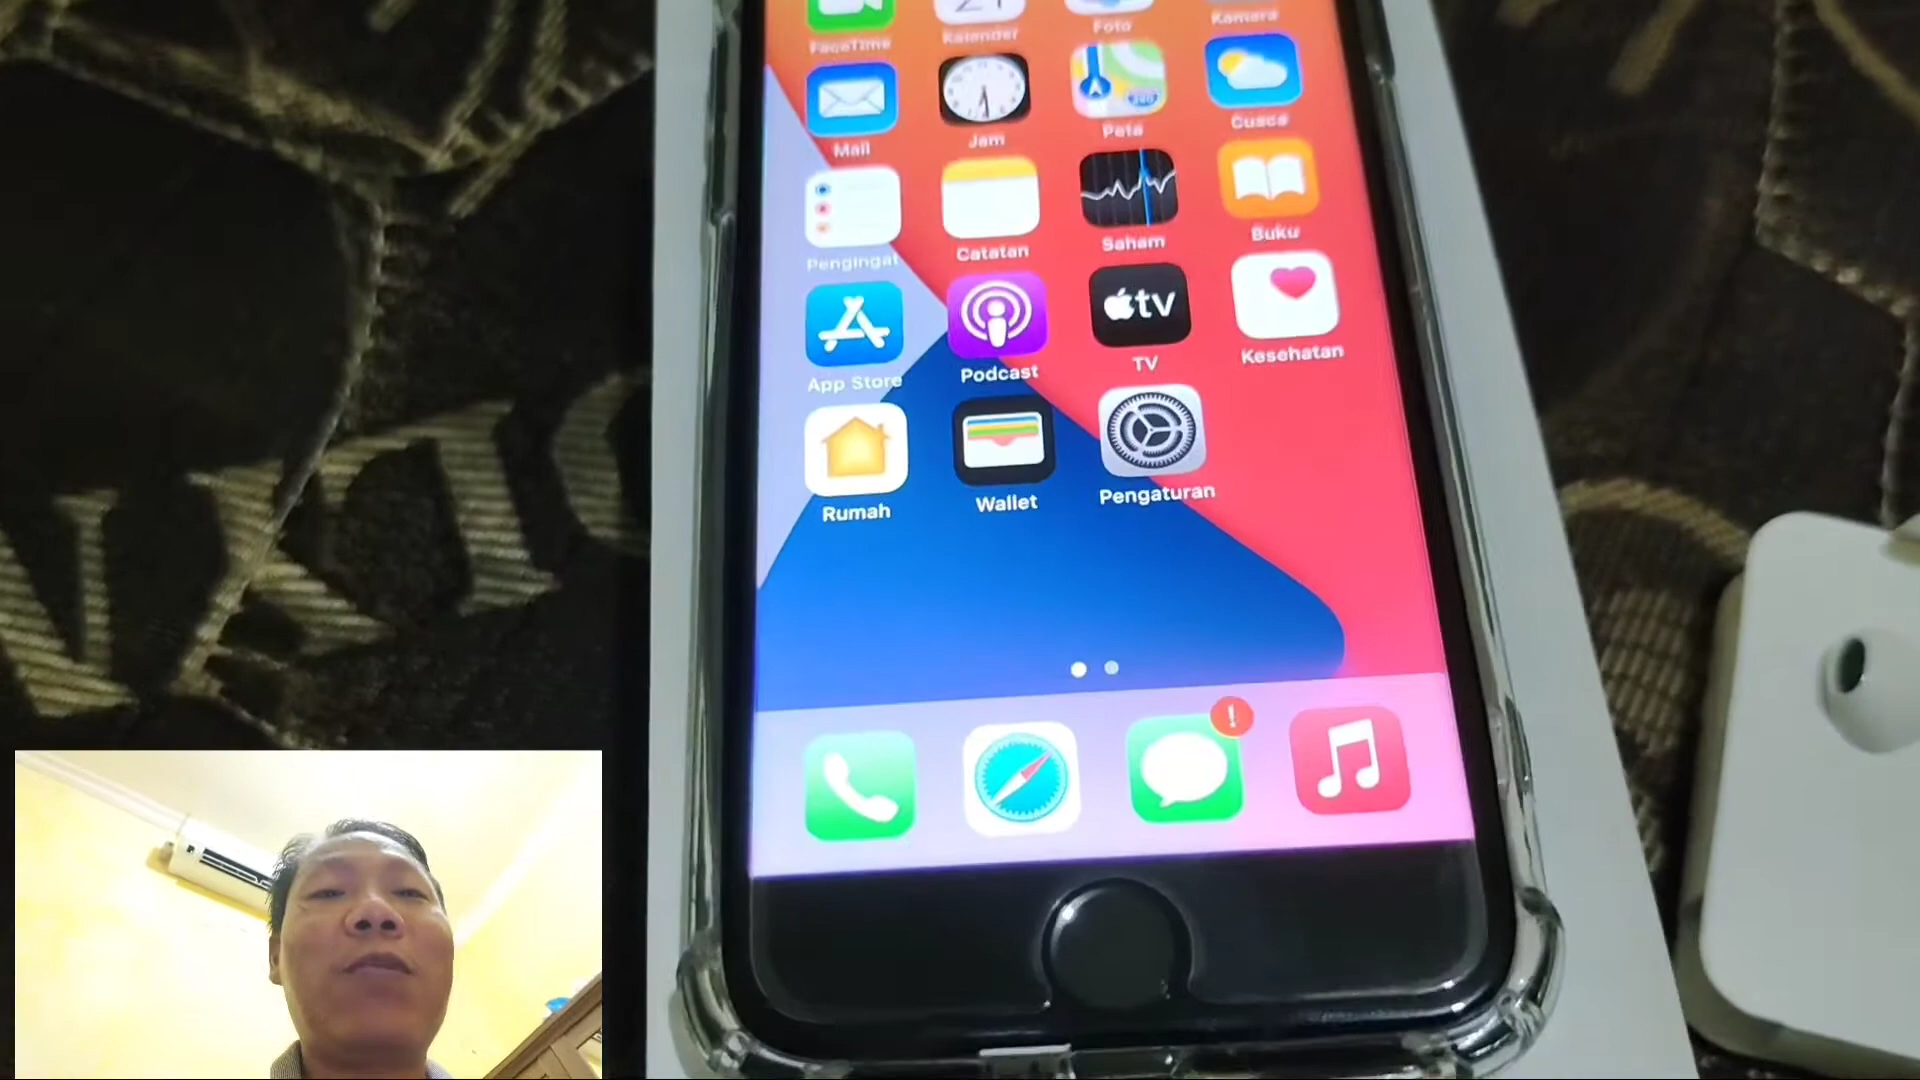 FaceTime
Kalender
Foto
Kamera
Mail
Jam
Peta
Cuaca
Pengingat
Catatan
Saham
Buku
App Store
Podcast
tv
TV
Kesehatan
Rumah
Wallet
Pengaturan
!